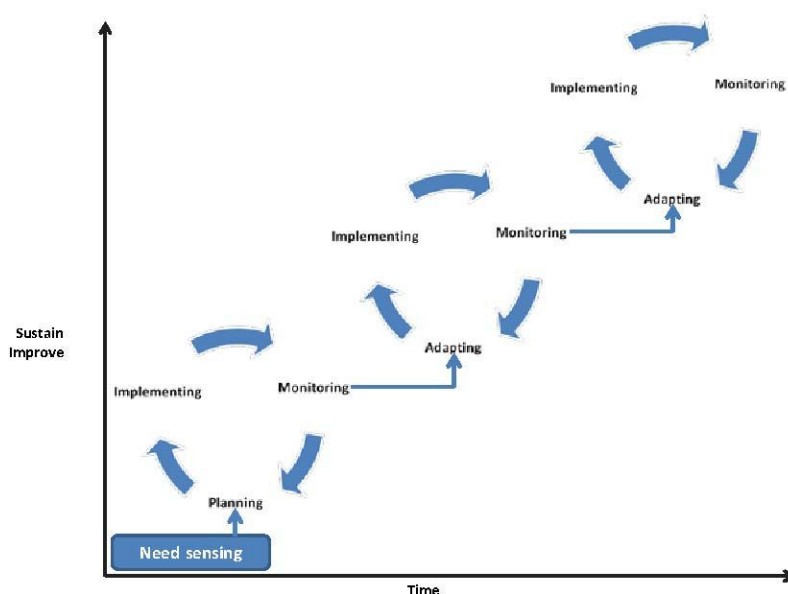 Implementing
Monitoring
Adapting
Implementing
Monitoring
Adapting
Sustain
Improve
Implementing
Monitoring
Planning
Need sensing
Time